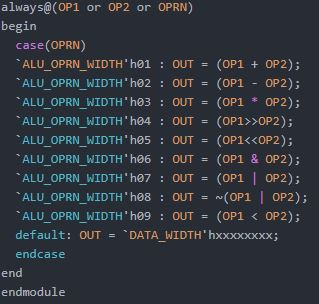 always@(OP1 or OP2 or OPRN)
begin
  case(OPRN)
  `ALU_OPRN_WIDTH'h01 : OUT = (OP1 + OP2);
  `ALU_OPRN_WIDTH'h02 : OUT = (OP1 - OP2);
  `ALU_OPRN_WIDTH'h03 : OUT = (OP1 * OP2);
  `ALU_OPRN_WIDTH'h04 : OUT = (OP1>>OP2);
  `ALU_OPRN_WIDTH'h05 : OUT = (OP1<<OP2);
  `ALU_OPRN_WIDTH'h06 : OUT = (OP1 & OP2);
  `ALU_OPRN_WIDTH'h07 : OUT = (OP1 | OP2);
  `ALU_OPRN_WIDTH'h08 : OUT = ~(OP1 | OP2);
  `ALU_OPRN_WIDTH'h09 : OUT = (OP1 < OP2);
  default: OUT = `DATA_WIDTH'hxxxxxxxx;
  endcase
end
endmodule